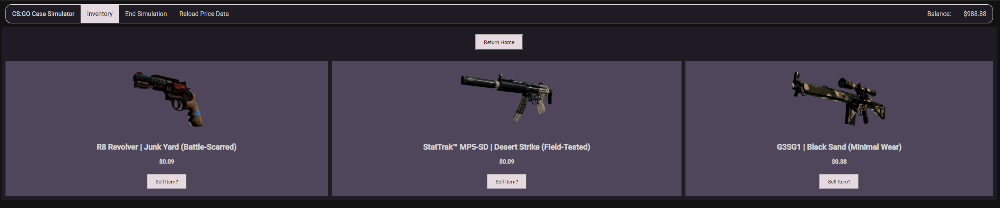 CS:GO Case Simulator Inventory End Simulation Reload Price Data Balance: $988.88
Return Home
LEGEND
R8 Revolver | Junk Yard (Battle-Scarred)
$0.09
Sell Item?
StatTrak™ MP5-SD | Desert Strike (Field-Tested)
$0.09
Sell Item?
G3SG1 | Black Sand (Minimal Wear)
$0.38
Sell Item?